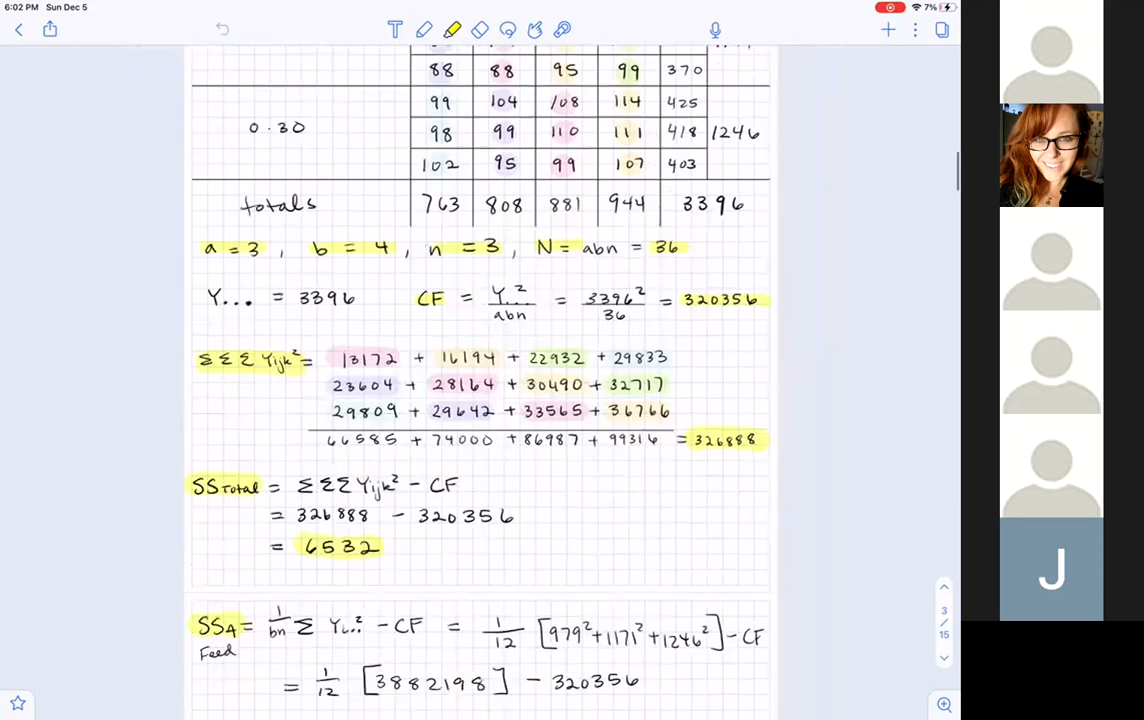 6:02 PM Sun Dec 5
7%
88 88 95 99 370
99 104 108 114 425
0.30 98 99 110 111 418 1246
102 95 99 107 403
totals 763 808 881 944 3396
a = 3 , b = 4 , n = 3 , N = abn = 36
Y... = 3396 CF = Y...² / abn = 3396² / 36 = 320356
ΣΣΣ Yijk² = 13172 + 16194 + 22932 + 29833
23604 + 28164 + 30490 + 32717
29809 + 29642 + 33565 + 36766
66585 + 74000 + 86987 + 99316 = 326888
SSTotal = ΣΣΣ Yijk² - CF
= 326888 - 320356
= 6532
SSA = 1/bn Σ Yi..² - CF = 1/12 [979² + 1171² + 1246²] - CF
Feed
= 1/12 [3882198] - 320356
3
/
15
J